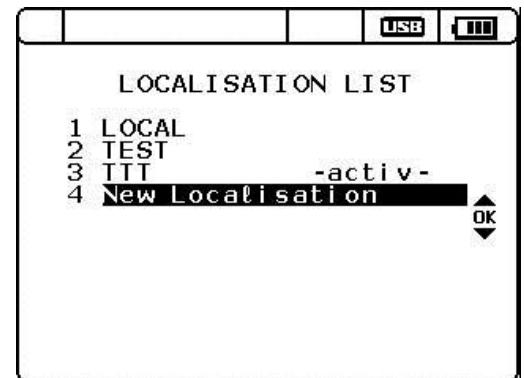 USB
LOCALISATION LIST
1 LOCAL
2 TEST
3 TTT -activ-
4 New Localisation
OK